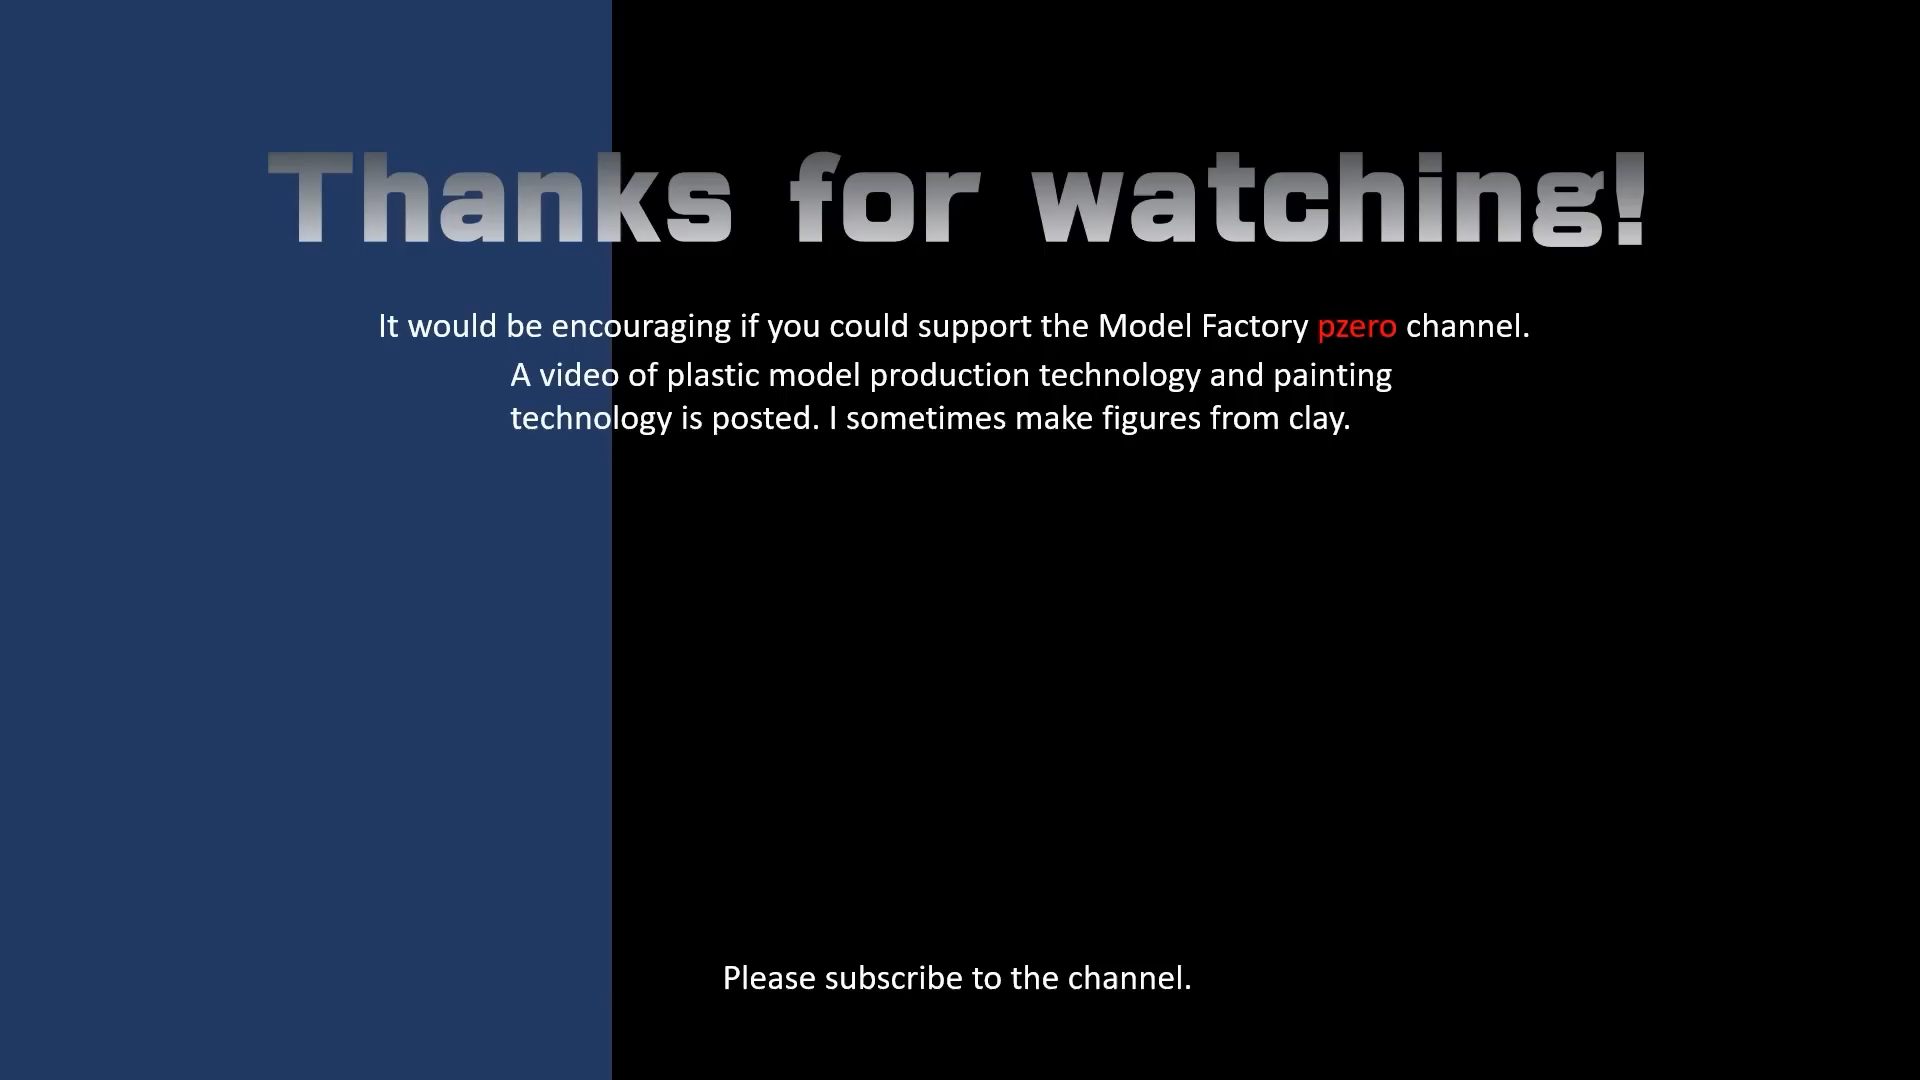 Thanks for watching!
It would be encouraging if you could support the Model Factory pzero channel.
A video of plastic model production technology and painting
technology is posted. I sometimes make figures from clay.
Please subscribe to the channel.